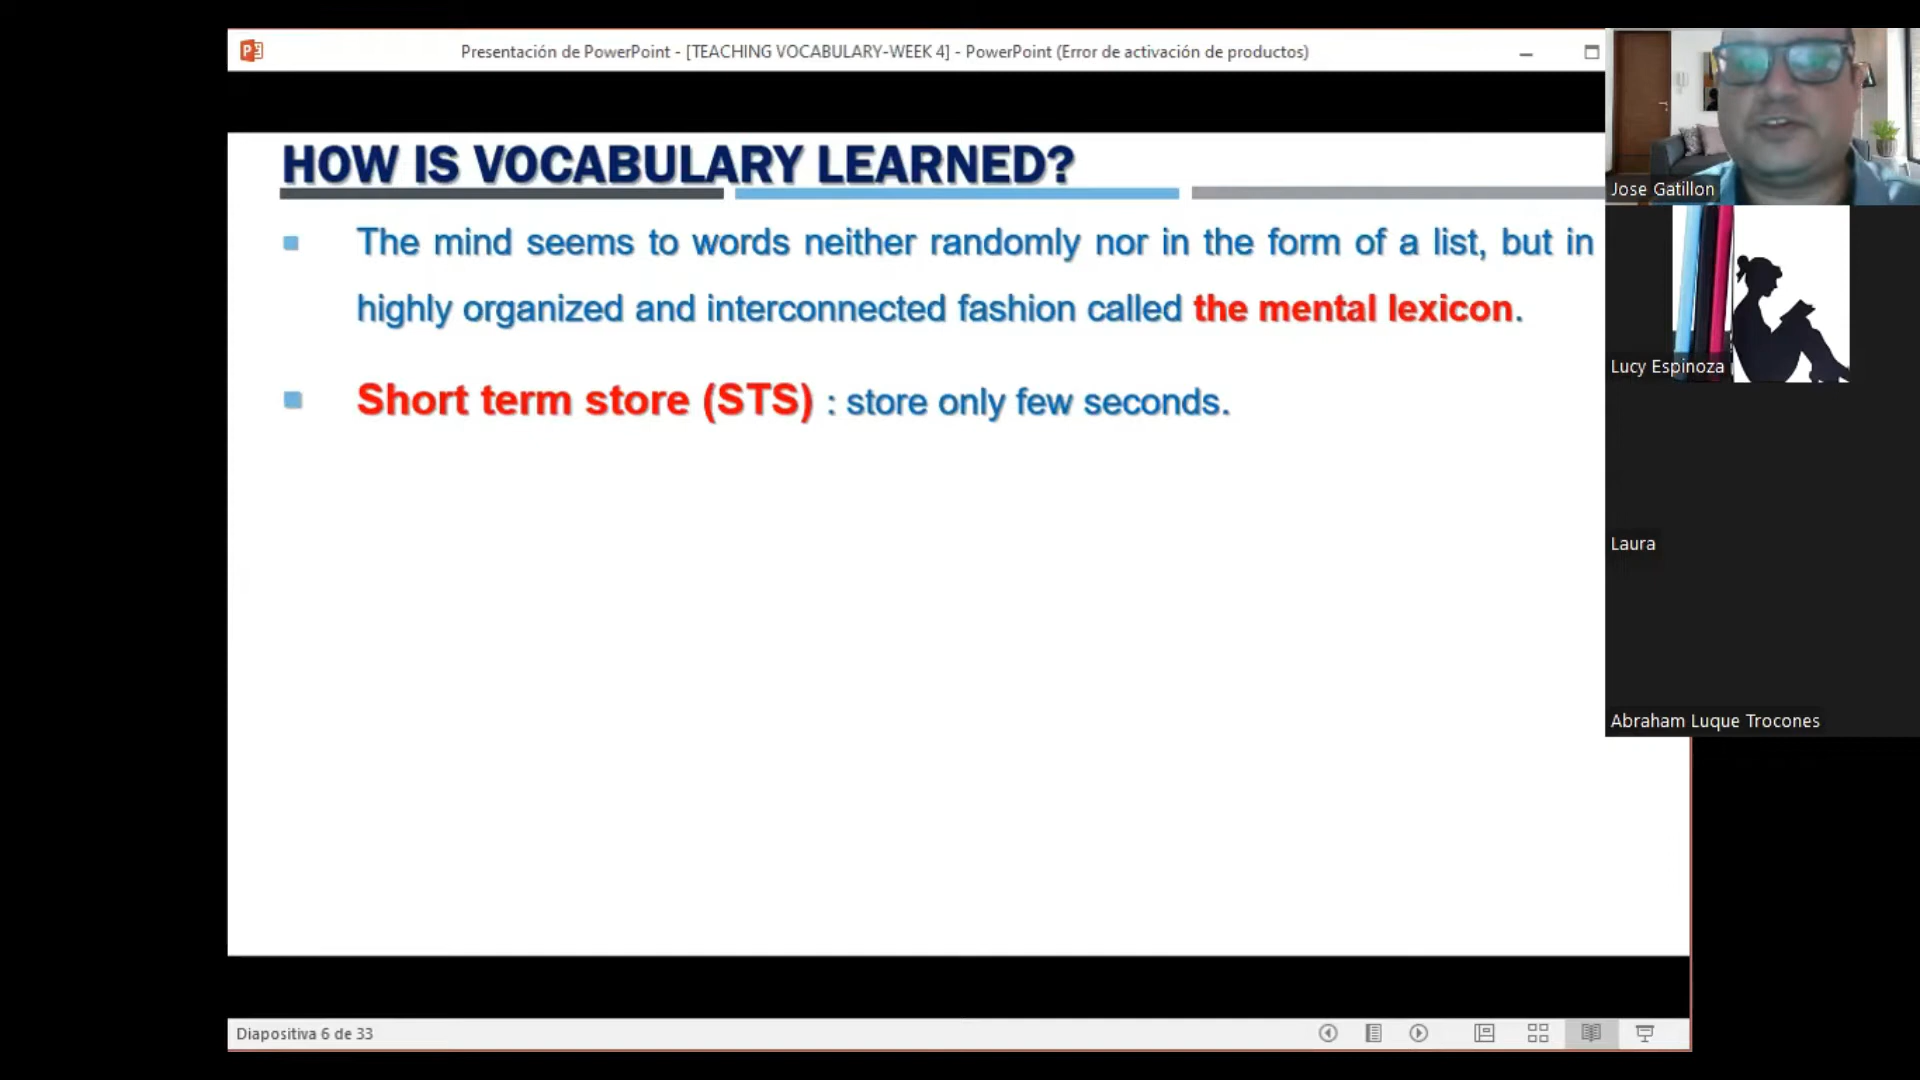 Presentación de PowerPoint - [TEACHING VOCABULARY-WEEK 4] - PowerPoint (Error de activación de productos)
HOW IS VOCABULARY LEARNED?
The mind seems to words neither randomly nor in the form of a list, but in
highly organized and interconnected fashion called the mental lexicon.
Short term store (STS) : store only few seconds.
Jose Gatillon
Lucy Espinoza
Laura
Abraham Luque Trocones
Diapositiva 6 de 33